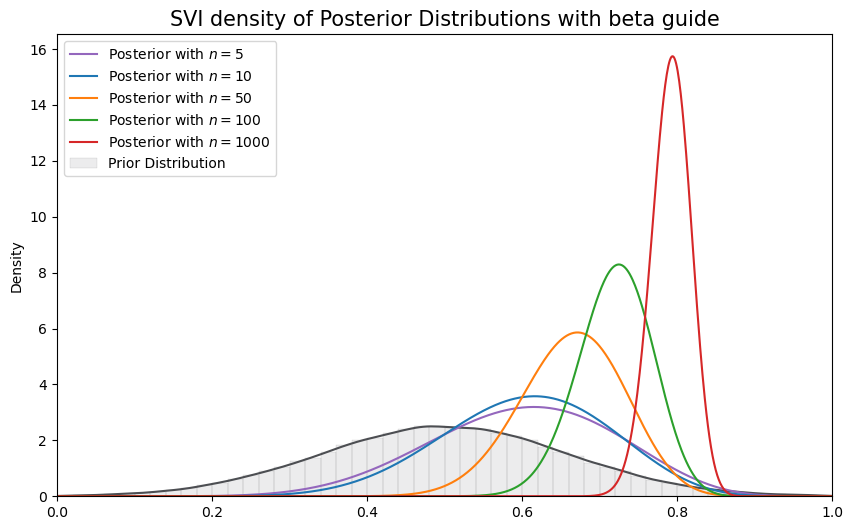 SVI density of Posterior Distributions with beta guide
Posterior with n = 5
Posterior with n = 10
Posterior with n = 50
Posterior with n = 100
Posterior with n = 1000
Prior Distribution
Density
16
14
12
10
8
6
4
2
0
0.0 0.2 0.4 0.6 0.8 1.0